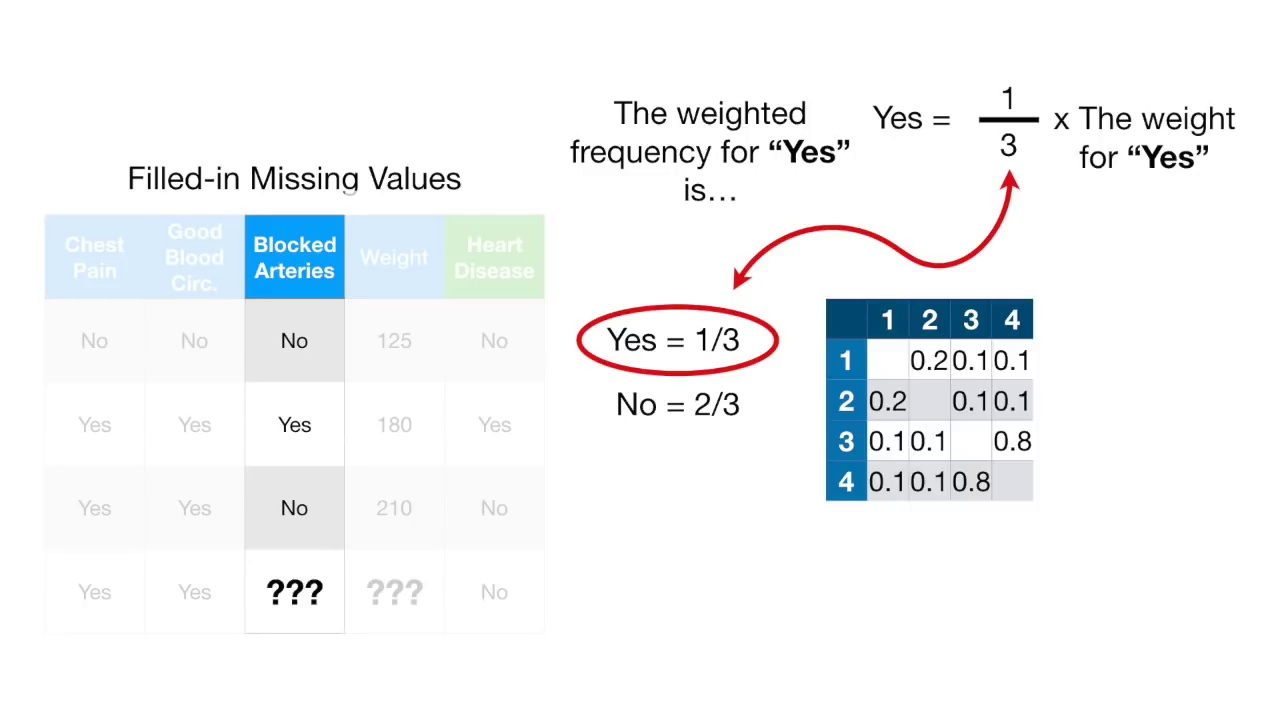 The weighted
frequency for “Yes”
is…
Yes =
1
3
x The weight
for “Yes”
Filled-in Missing Values
Chest Pain Good Blood Circ. Blocked Arteries Weight Heart Disease
No No No 125 No
Yes Yes Yes 180 Yes
Yes Yes No 210 No
Yes Yes ??? ??? No
Yes = 1/3
No = 2/3
1 2 3 4
1 0.2 0.1 0.1
2 0.2 0.1 0.1
3 0.1 0.1 0.8
4 0.1 0.1 0.8